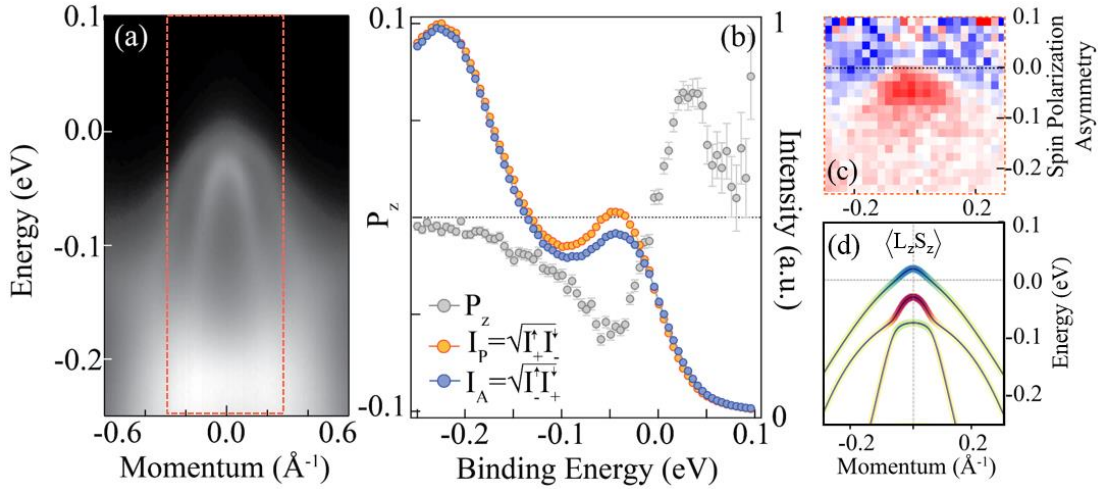 (a)
0.1
0.0
-0.1
-0.2
Energy (eV)
-0.6
0.0
0.6
Momentum (Å⁻¹)
(b)
0.1
-0.1
P_z
1
0
Intensity (a.u.)
P_z
I_P=√I₊↑I₋↓
I_A=√I₋↑I₊↓
-0.2
-0.1
0.0
0.1
Binding Energy (eV)
(c)
0.1
0.0
-0.1
-0.2
Spin Polarization
Asymmetry
-0.2
0.2
(d)
⟨L_zS_z⟩
0.1
0.0
-0.1
-0.2
Energy (eV)
-0.2
0.2
Momentum (Å⁻¹)